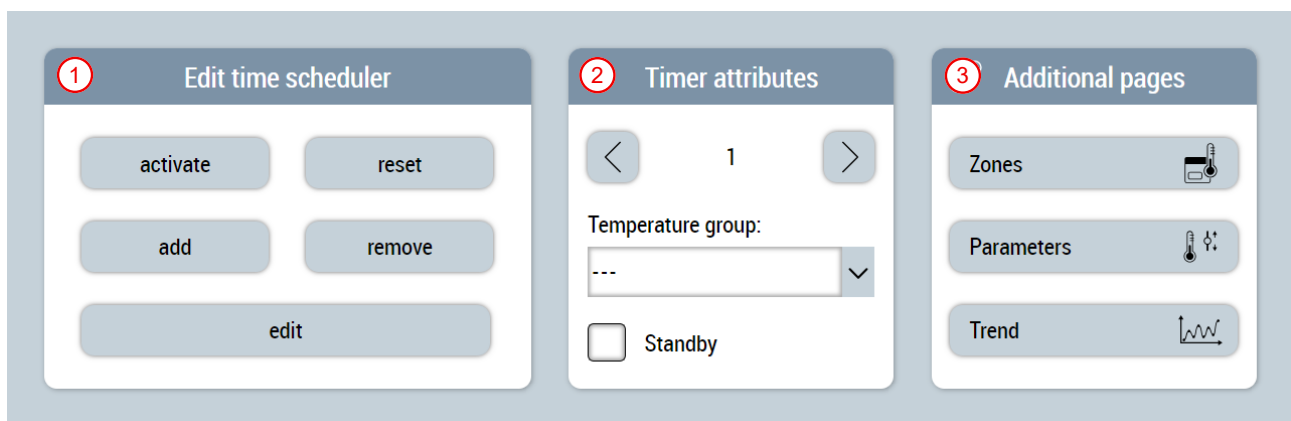 1 Edit time scheduler
activate reset
add remove
edit
2 Timer attributes
1
Temperature group:
---
Standby
3 Additional pages
Zones
Parameters
Trend